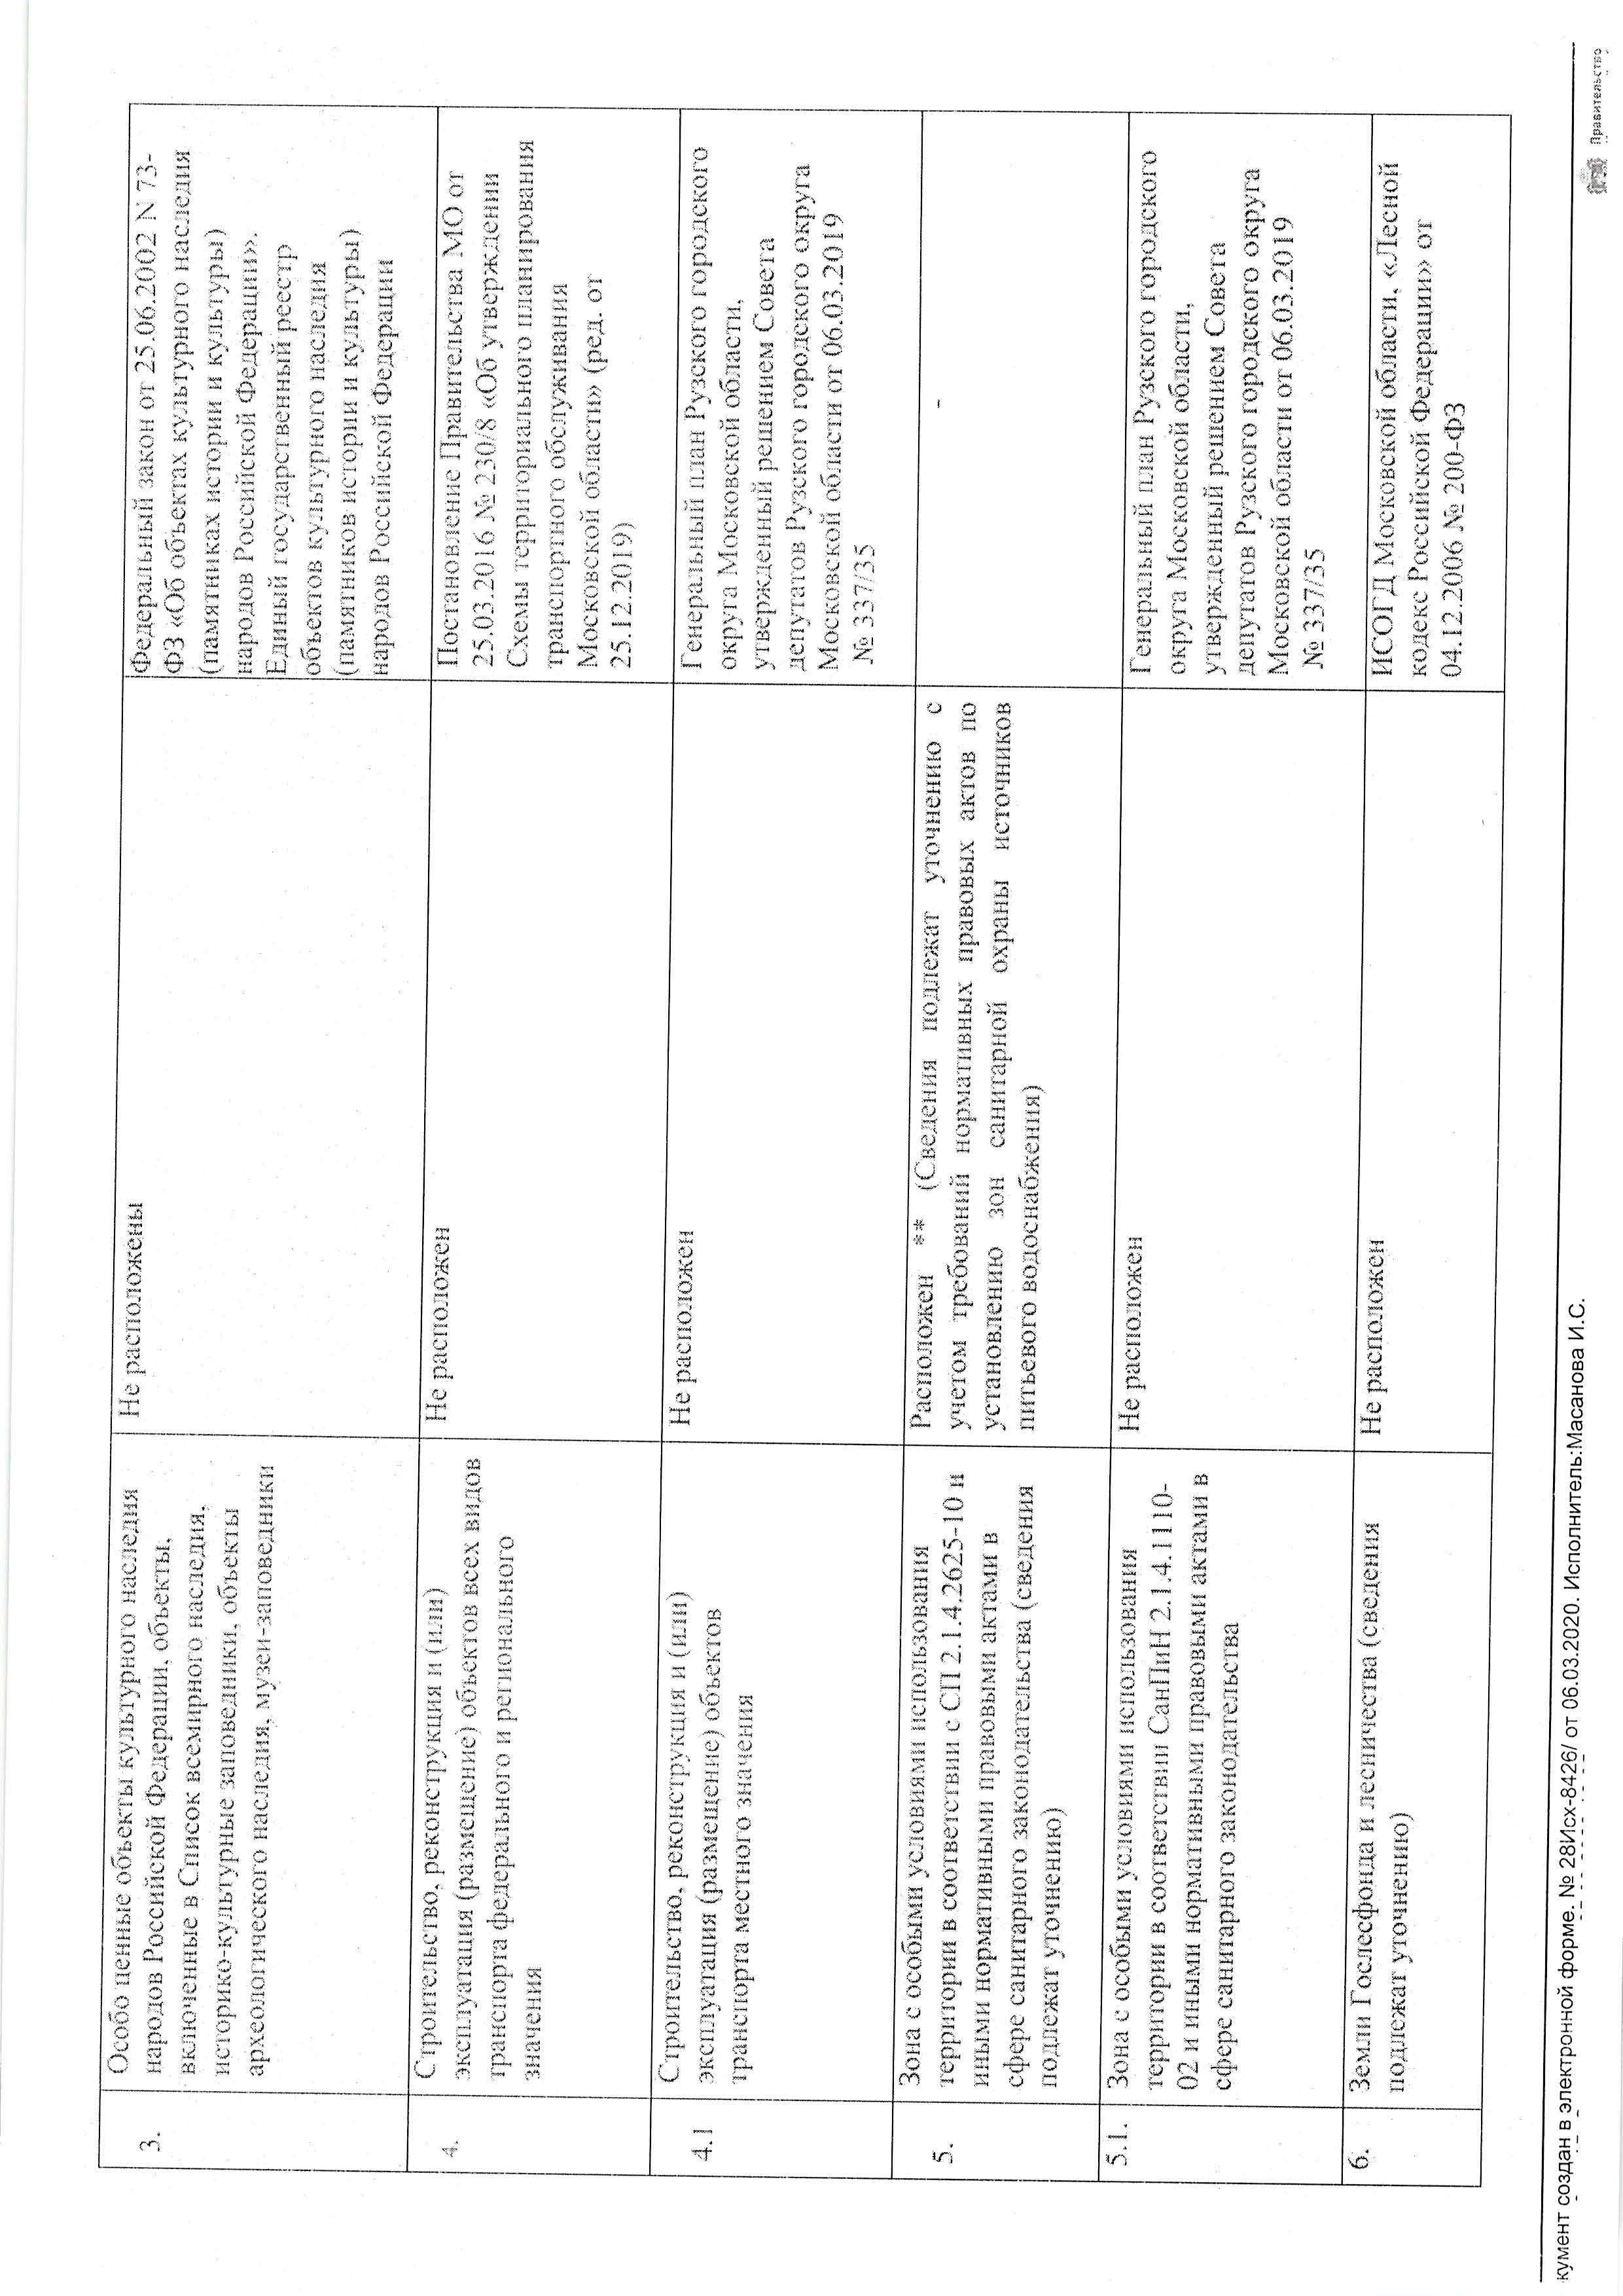 3.
Особо ценные объекты культурного наследия
народов Российской Федерации, объекты,
включенные в Список всемирного наследия,
историко-культурные заповедники, объекты
археологического наследия, музеи-заповедники
Не расположены
Федеральный закон от 25.06.2002 N 73-
ФЗ «Об объектах культурного наследия
(памятниках истории и культуры)
народов Российской Федерации».
Единый государственный реестр
объектов культурного наследия
(памятников истории и культуры)
народов Российской Федерации
4.
Строительство, реконструкция и (или)
эксплуатация (размещение) объектов всех видов
транспорта федерального и регионального
значения
Не расположен
Постановление Правительства МО от
25.03.2016 № 230/8 «Об утверждении
Схемы территориального планирования
транспортного обслуживания
Московской области» (ред. от
25.12.2019)
4.1
Строительство, реконструкция и (или)
эксплуатация (размещение) объектов
транспорта местного значения
Не расположен
Генеральный план Рузского городского
округа Московской области,
утвержденный решением Совета
депутатов Рузского городского округа
Московской области от 06.03.2019
№ 337/35
5.
Зона с особыми условиями использования
территории в соответствии с СП 2.1.4.2625-10 и
иными нормативными правовыми актами в
сфере санитарного законодательства (сведения
подлежат уточнению)
Расположен ** (Сведения подлежат уточнению с
учетом требований нормативных правовых актов по
установлению зон санитарной охраны источников
питьевого водоснабжения)
-
5.1.
Зона с особыми условиями использования
территории в соответствии СанПиН 2.1.4.1110-
02 и иными нормативными правовыми актами в
сфере санитарного законодательства
Не расположен
Генеральный план Рузского городского
округа Московской области,
утвержденный решением Совета
депутатов Рузского городского округа
Московской области от 06.03.2019
№ 337/35
6.
Земли Гослесфонда и лесничества (сведения
подлежат уточнению)
Не расположен
ИСОГД Московской области, «Лесной
кодекс Российской Федерации» от
04.12.2006 № 200-ФЗ
кумент создан в электронной форме. № 28Исх-8426/ от 06.03.2020. Исполнитель:Масанова И.С.
Правительство